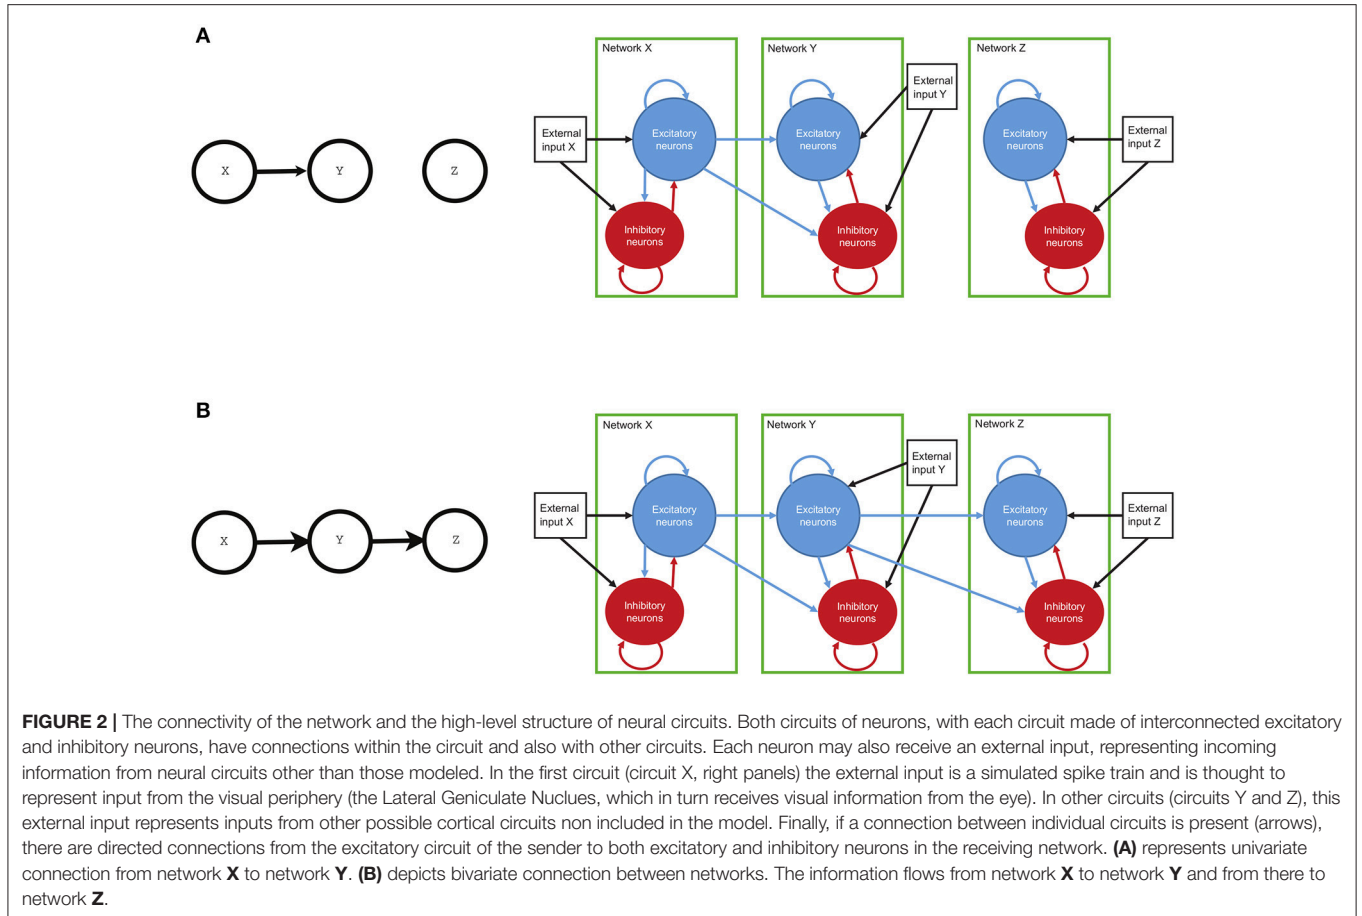 A
X
Y
Z
Network X
Network Y
Network Z
External
input Y
External
input X
Excitatory
neurons
Excitatory
neurons
Excitatory
neurons
External
input Z
Inhibitory
neurons
Inhibitory
neurons
Inhibitory
neurons
B
X
Y
Z
Network X
Network Y
Network Z
External
input Y
External
input X
Excitatory
neurons
Excitatory
neurons
Excitatory
neurons
External
input Z
Inhibitory
neurons
Inhibitory
neurons
Inhibitory
neurons
FIGURE 2 | The connectivity of the network and the high-level structure of neural circuits. Both circuits of neurons, with each circuit made of interconnected excitatory
and inhibitory neurons, have connections within the circuit and also with other circuits. Each neuron may also receive an external input, representing incoming
information from neural circuits other than those modeled. In the first circuit (circuit X, right panels) the external input is a simulated spike train and is thought to
represent input from the visual periphery (the Lateral Geniculate Nuclues, which in turn receives visual information from the eye). In other circuits (circuits Y and Z), this
external input represents inputs from other possible cortical circuits non included in the model. Finally, if a connection between individual circuits is present (arrows),
there are directed connections from the excitatory circuit of the sender to both excitatory and inhibitory neurons in the receiving network. (A) represents univariate
connection from network X to network Y. (B) depicts bivariate connection between networks. The information flows from network X to network Y and from there to
network Z.